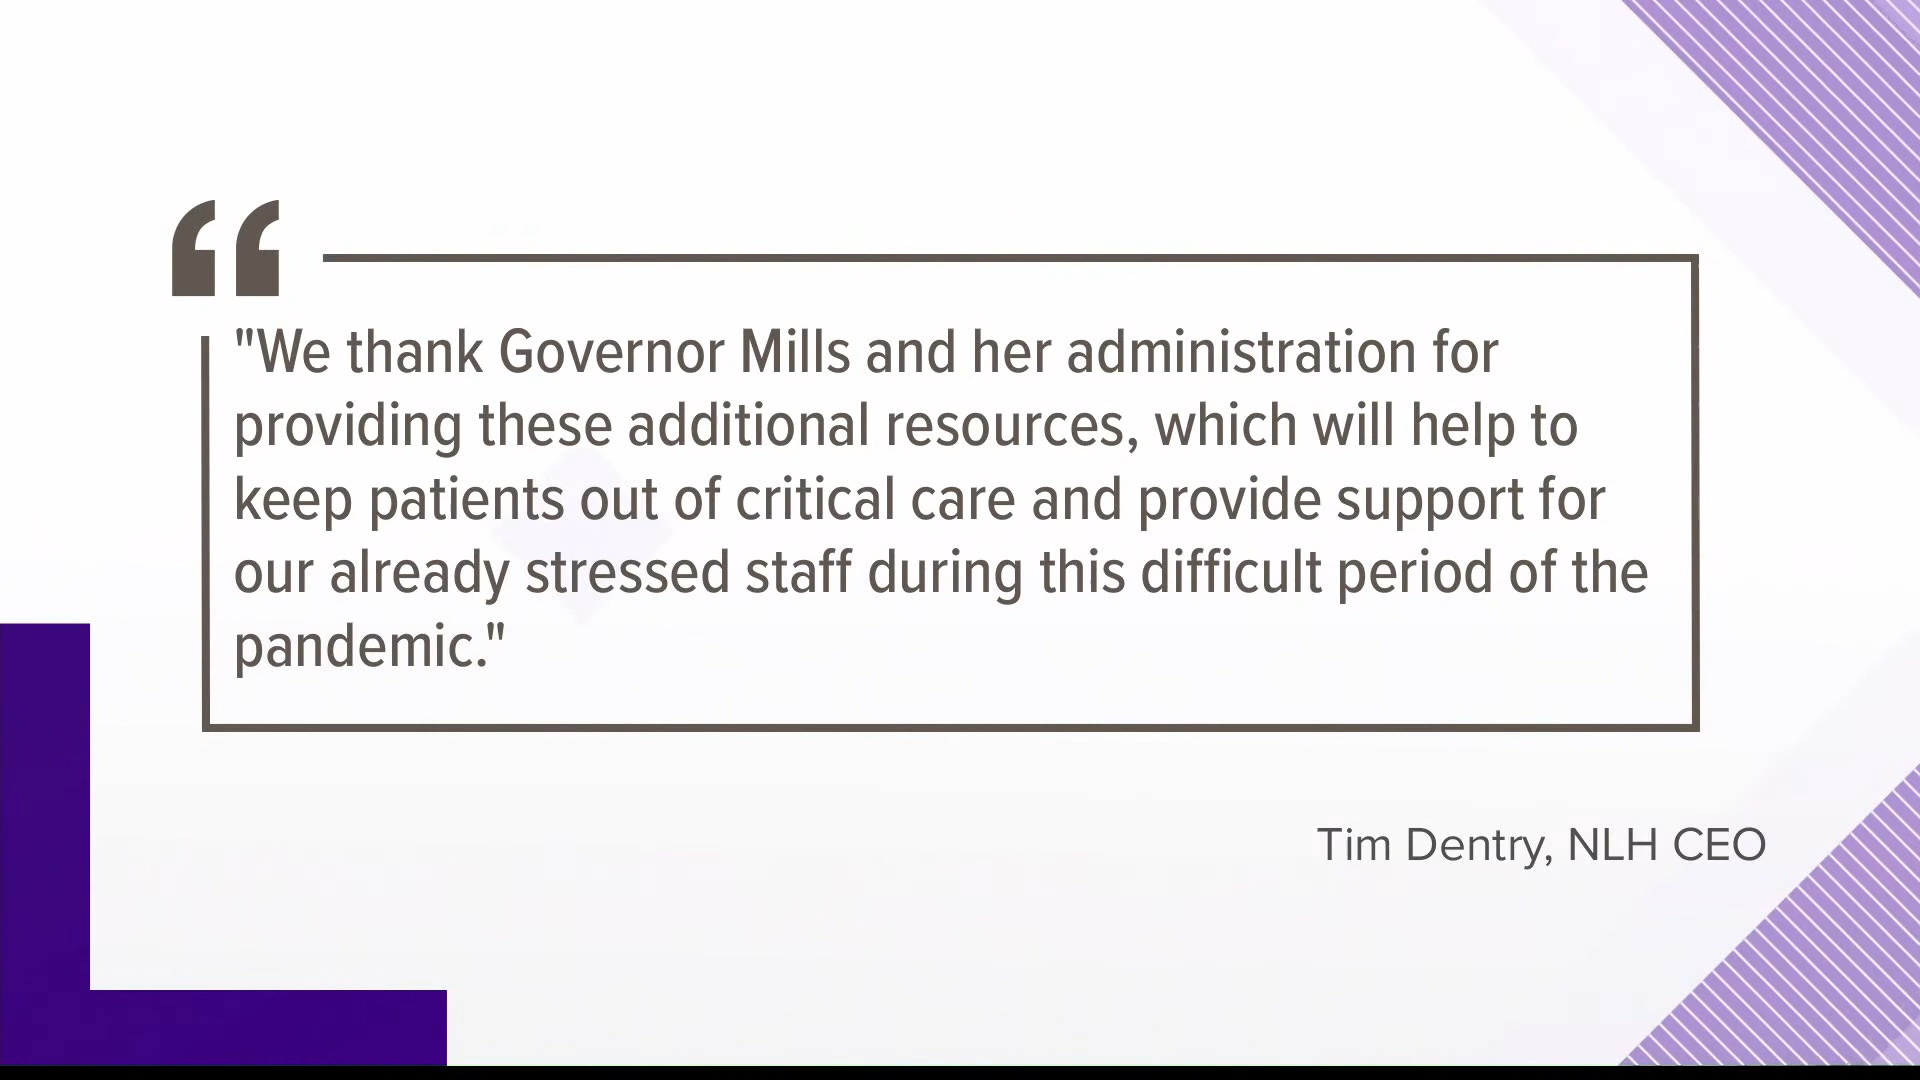 "We thank Governor Mills and her administration for
providing these additional resources, which will help to
keep patients out of critical care and provide support for
our already stressed staff during this difficult period of the
pandemic."
Tim Dentry, NLH CEO